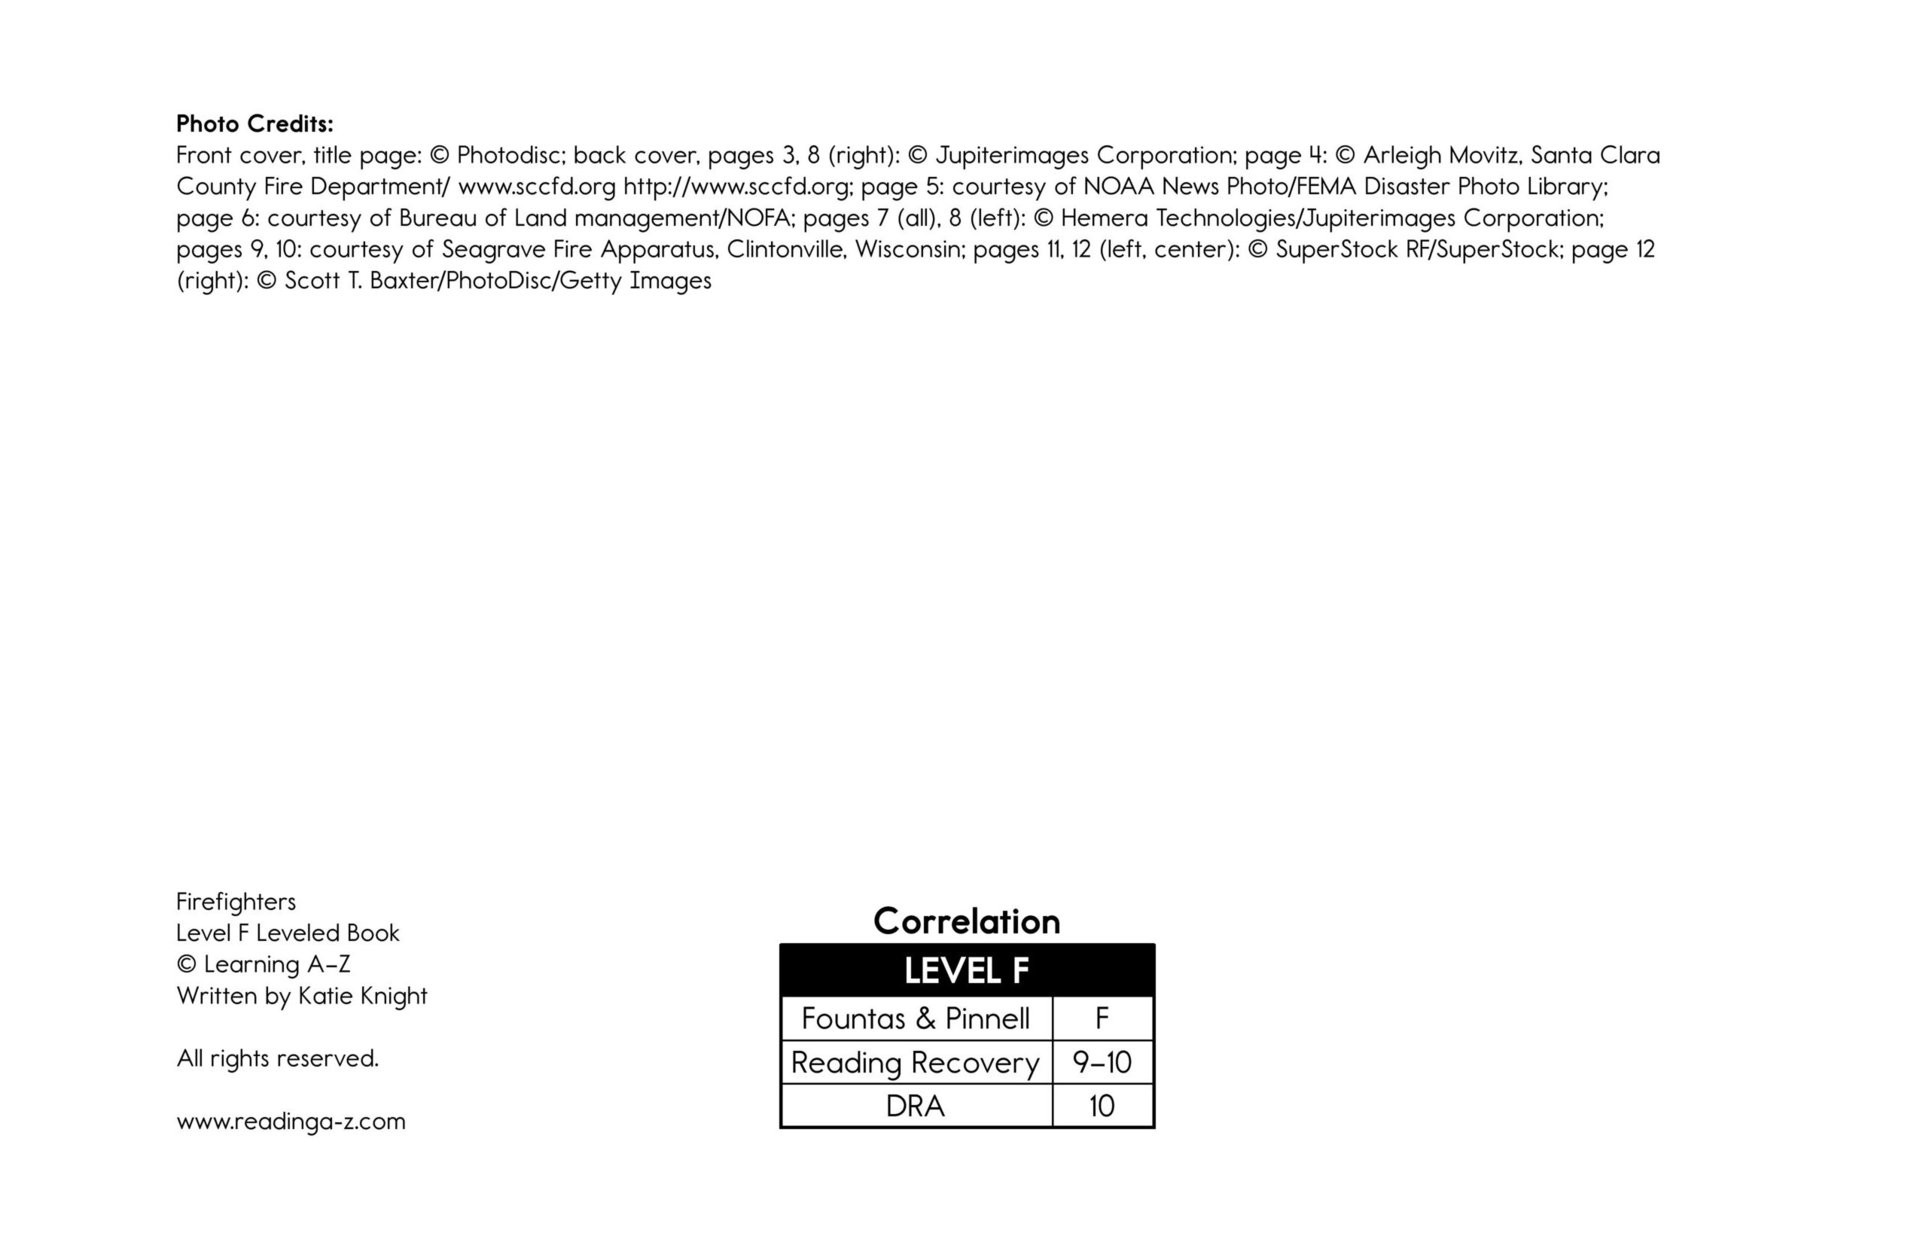 Photo Credits:
Front cover, title page: © Photodisc; back cover, pages 3, 8 (right): © Jupiterimages Corporation; page 4: © Arleigh Movitz, Santa Clara
County Fire Department/ www.sccfd.org http://www.sccfd.org; page 5: courtesy of NOAA News Photo/FEMA Disaster Photo Library;
page 6: courtesy of Bureau of Land management/NOFA; pages 7 (all), 8 (left): © Hemera Technologies/Jupiterimages Corporation;
pages 9, 10: courtesy of Seagrave Fire Apparatus, Clintonville, Wisconsin; pages 11, 12 (left, center): © SuperStock RF/SuperStock; page 12
(right): © Scott T. Baxter/PhotoDisc/Getty Images
Firefighters
Level F Leveled Book
© Learning A–Z
Written by Katie Knight
All rights reserved.
www.readinga-z.com
Correlation
LEVEL F
Fountas & Pinnell F
Reading Recovery 9–10
DRA 10